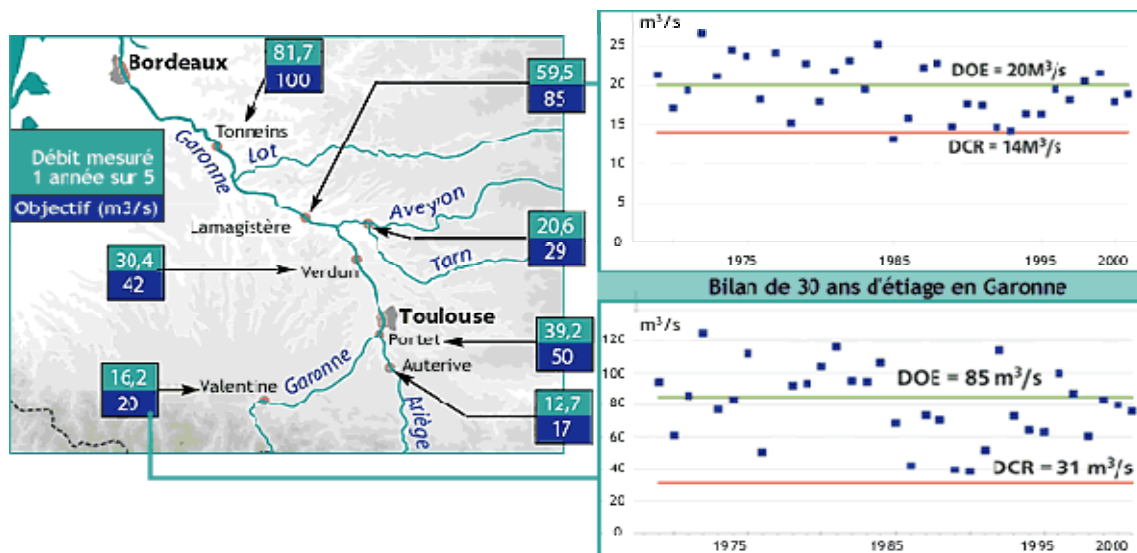 Bordeaux
81,7
100
59,5
85
Tonneins
Garonne
Lot
Débit mesuré
1 année sur 5
Objectif (m3/s)
Aveyron
Lamagistère
20,6
29
30,4
42
Verdun
Tarn
Toulouse
39,2
50
Portet
Auterive
16,2
20
Valentine
Garonne
Ariège
12,7
17
m³/s
25
20
15
10
5
0
DOE = 20M³/s
DCR = 14M³/s
1975
1985
1995
2000
Bilan de 30 ans d'étiage en Garonne
m³/s
120
100
80
60
40
20
0
DOE = 85 m³/s
DCR = 31 m³/s
1975
1985
1995
2000